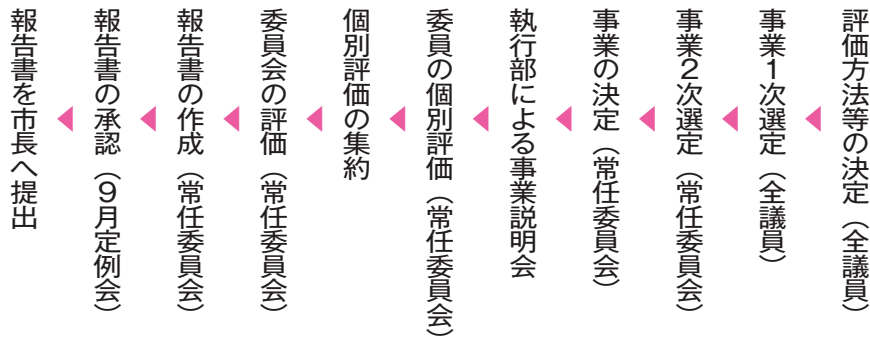 評価方法等の決定（全議員）
事業1次選定（全議員）
事業2次選定（常任委員会）
事業の決定（常任委員会）
執行部による事業説明会
委員の個別評価（常任委員会）
個別評価の集約
委員会の評価（常任委員会）
報告書の作成（常任委員会）
報告書の承認（9月定例会）
報告書を市長へ提出